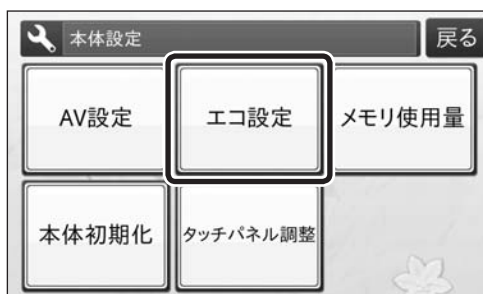 本体設定
戻る
AV設定
エコ設定
メモリ使用量
本体初期化
タッチパネル調整